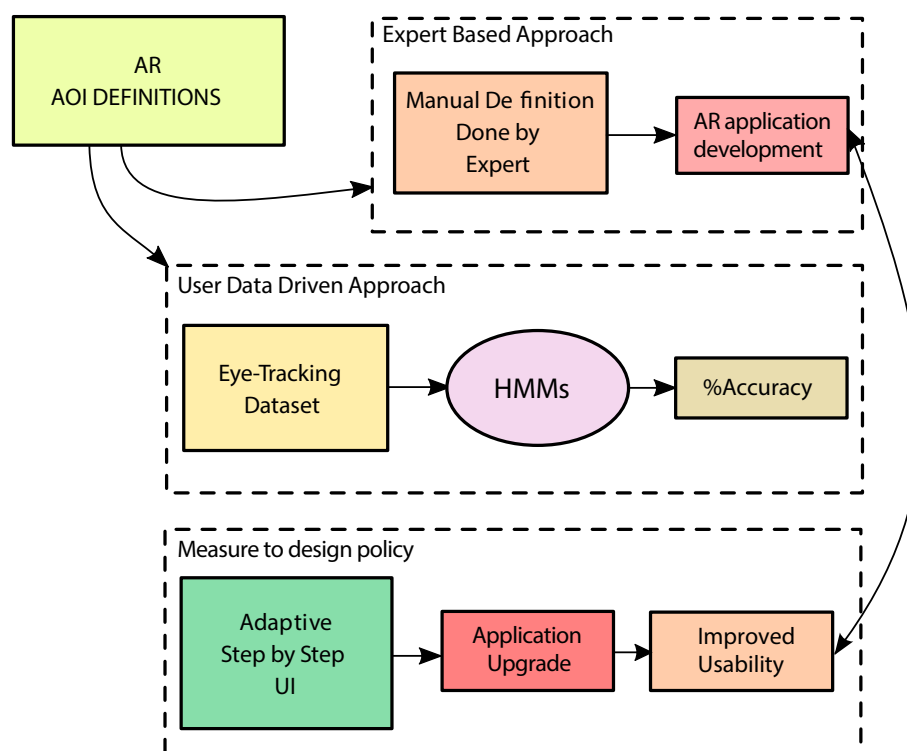 AR
AOI DEFINITIONS
Expert Based Approach
Manual De finition
Done by
Expert
AR application
development
User Data Driven Approach
Eye-Tracking
Dataset
HMMs
%Accuracy
Measure to design policy
Adaptive
Step by Step
UI
Application
Upgrade
Improved
Usability